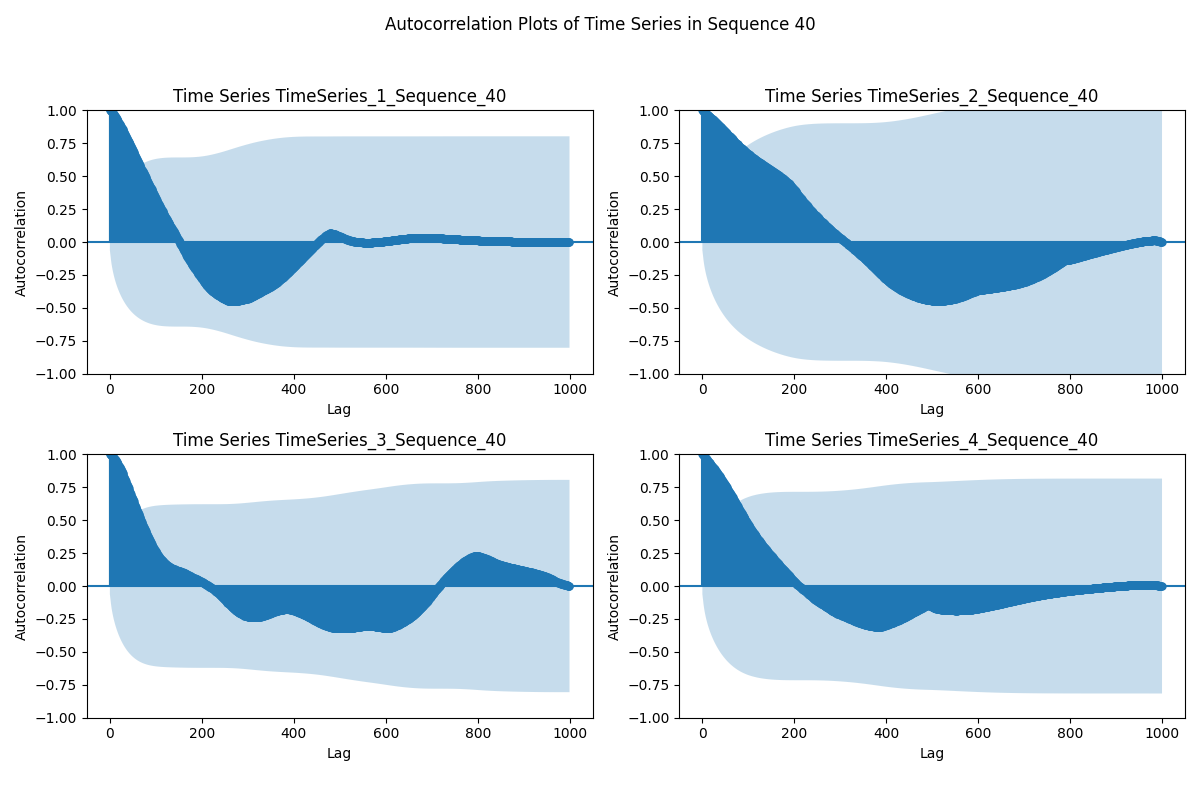 Autocorrelation Plots of Time Series in Sequence 40
Time Series TimeSeries_1_Sequence_40
1.00
0.75
0.50
0.25
0.00
−0.25
−0.50
−0.75
−1.00
Autocorrelation
0 200 400 600 800 1000
Lag
Time Series TimeSeries_2_Sequence_40
1.00
0.75
0.50
0.25
0.00
−0.25
−0.50
−0.75
−1.00
Autocorrelation
0 200 400 600 800 1000
Lag
Time Series TimeSeries_3_Sequence_40
1.00
0.75
0.50
0.25
0.00
−0.25
−0.50
−0.75
−1.00
Autocorrelation
0 200 400 600 800 1000
Lag
Time Series TimeSeries_4_Sequence_40
1.00
0.75
0.50
0.25
0.00
−0.25
−0.50
−0.75
−1.00
Autocorrelation
0 200 400 600 800 1000
Lag